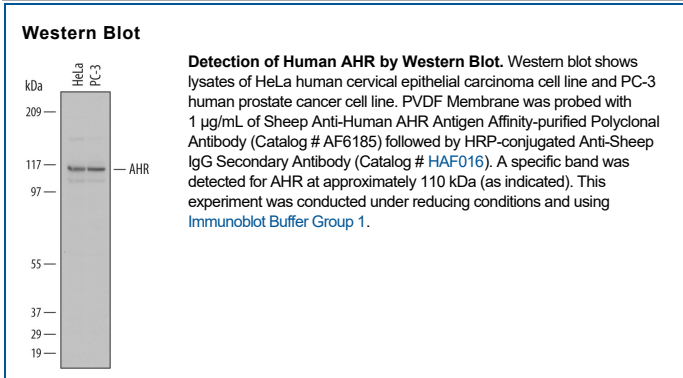 Western Blot
kDa
HeLa
PC-3
209
117
97
55
37
29
19
AHR
Detection of Human AHR by Western Blot. Western blot shows
lysates of HeLa human cervical epithelial carcinoma cell line and PC-3
human prostate cancer cell line. PVDF Membrane was probed with
1 µg/mL of Sheep Anti-Human AHR Antigen Affinity-purified Polyclonal
Antibody (Catalog # AF6185) followed by HRP-conjugated Anti-Sheep
IgG Secondary Antibody (Catalog # HAF016). A specific band was
detected for AHR at approximately 110 kDa (as indicated). This
experiment was conducted under reducing conditions and using
Immunoblot Buffer Group 1.